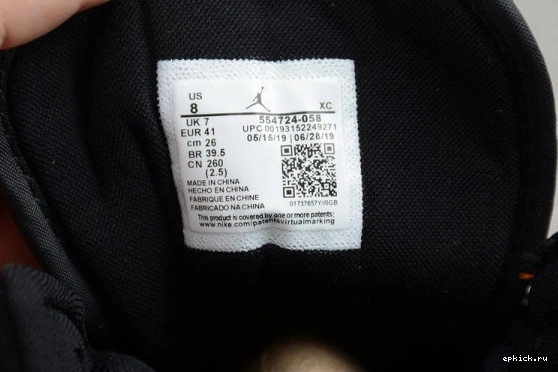 US
8 XC
UK 7 554724-058
EUR 41 UPC 00193152249271
cm 26 05/15/19 | 06/28/19
BR 39.5
CN 260
(2.5)
MADE IN CHINA
HECHO EN CHINA
FABRIQUE EN CHINE
FABRICADO NA CHINA 01737657YV0GB
This product is covered by one or more patents:
www.nike.com/patentsvirtualmarking
epkick.ru